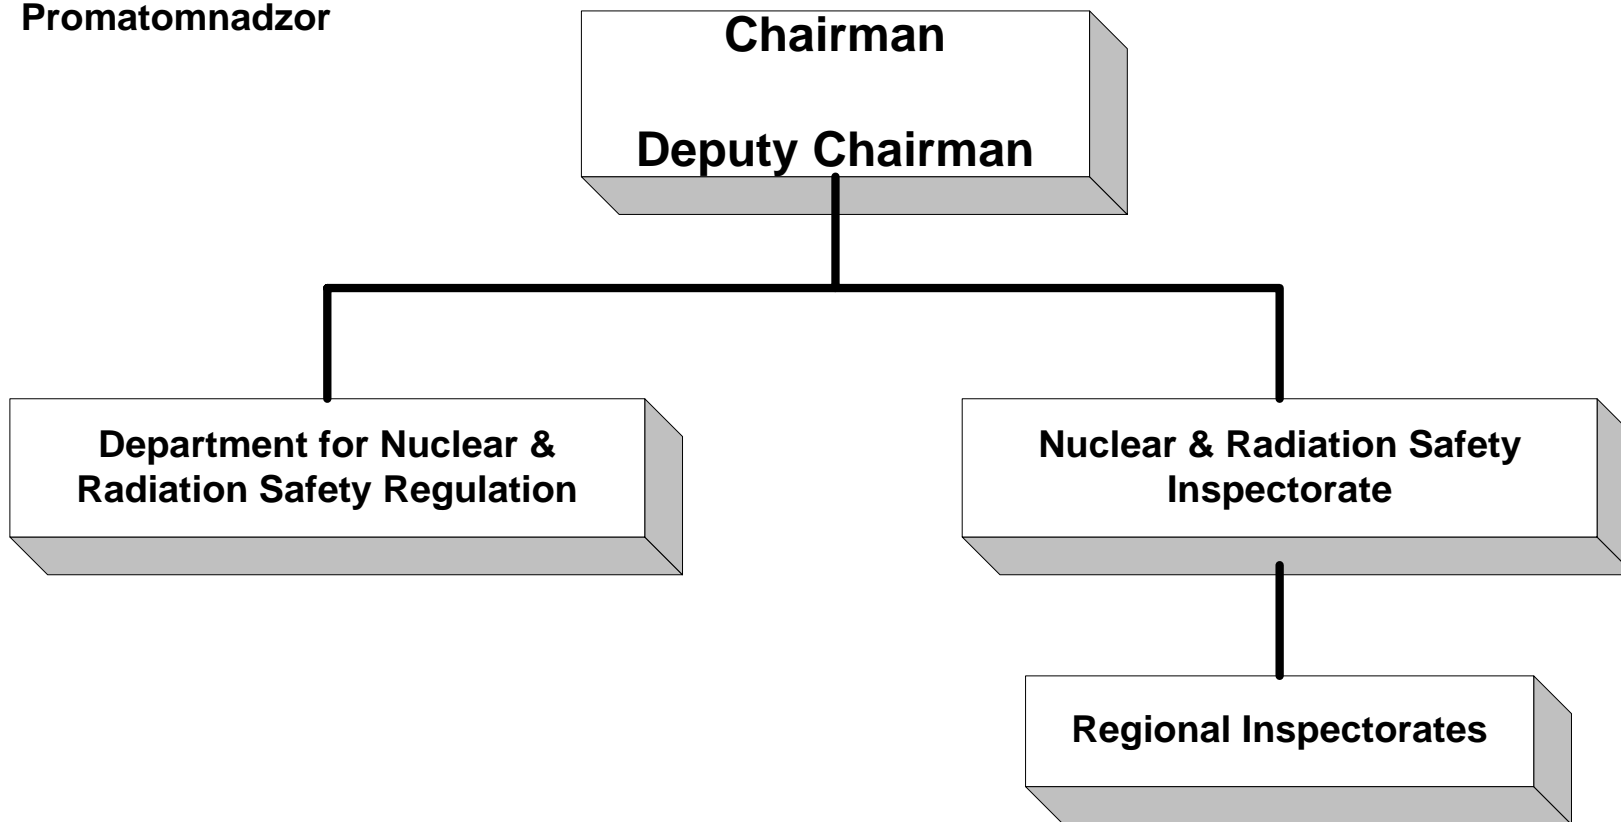 Promatomnadzor
Chairman
Deputy Chairman
Department for Nuclear &
Radiation Safety Regulation
Nuclear & Radiation Safety
Inspectorate
Regional Inspectorates